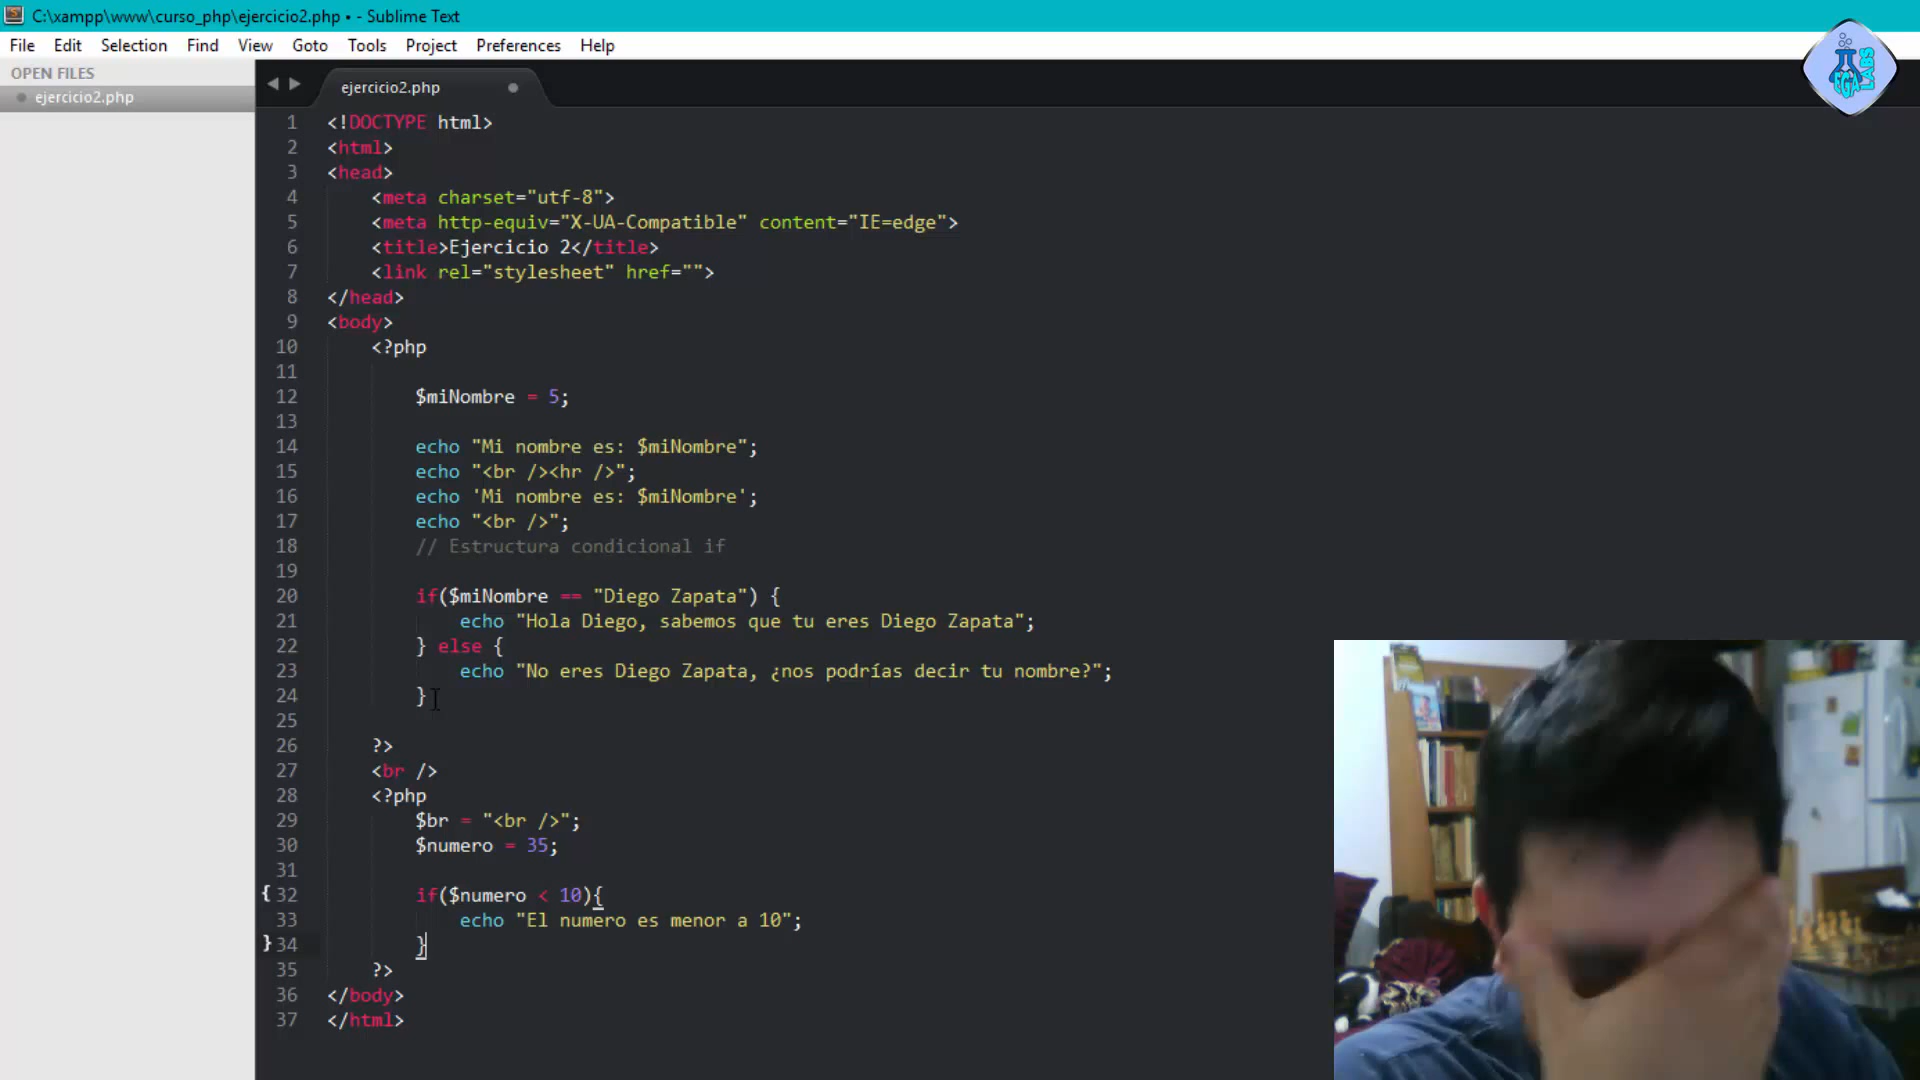 C:\xampp\www\curso_php\ejercicio2.php • - Sublime Text
File Edit Selection Find View Goto Tools Project Preferences Help
OPEN FILES
ejercicio2.php
ejercicio2.php
1 <!DOCTYPE html>
2 <html>
3 <head>
4 <meta charset="utf-8">
5 <meta http-equiv="X-UA-Compatible" content="IE=edge">
6 <title>Ejercicio 2</title>
7 <link rel="stylesheet" href="">
8 </head>
9 <body>
10 <?php
11
12 $miNombre = 5;
13
14 echo "Mi nombre es: $miNombre";
15 echo "<br /><hr />";
16 echo 'Mi nombre es: $miNombre';
17 echo "<br />";
18 // Estructura condicional if
19
20 if($miNombre == "Diego Zapata") {
21 echo "Hola Diego, sabemos que tu eres Diego Zapata";
22 } else {
23 echo "No eres Diego Zapata, ¿nos podrías decir tu nombre?";
24 }
25
26 ?>
27 <br />
28 <?php
29 $br = "<br />";
30 $numero = 35;
31
{ 32 if($numero < 10){
33 echo "El numero es menor a 10";
} 34 }
35 ?>
36 </body>
37 </html>
EGA LABS